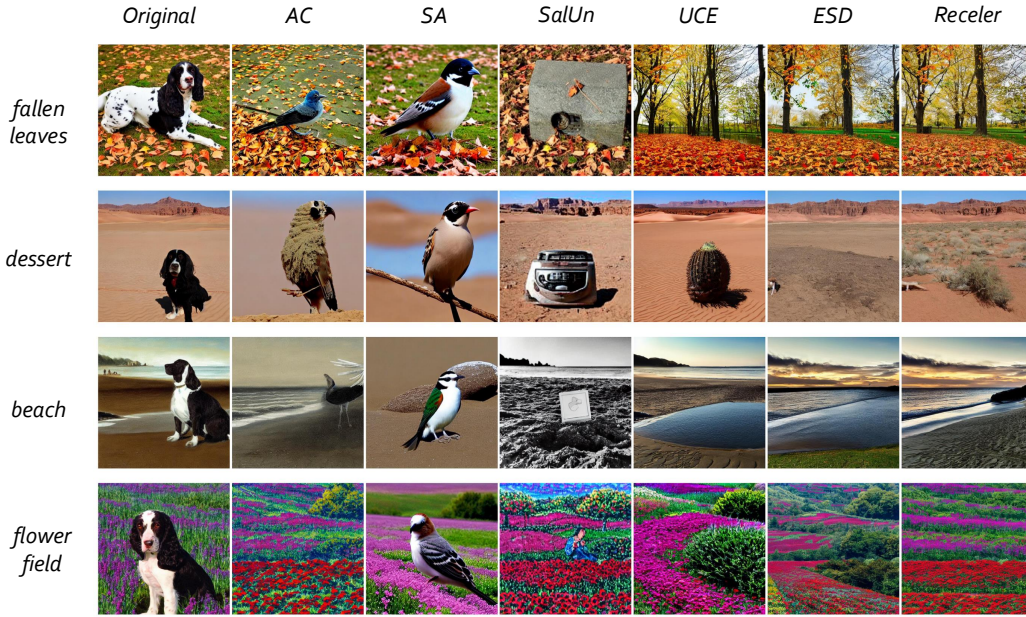 Original AC SA SalUn UCE ESD Receler
fallen
leaves
dessert
beach
flower
field